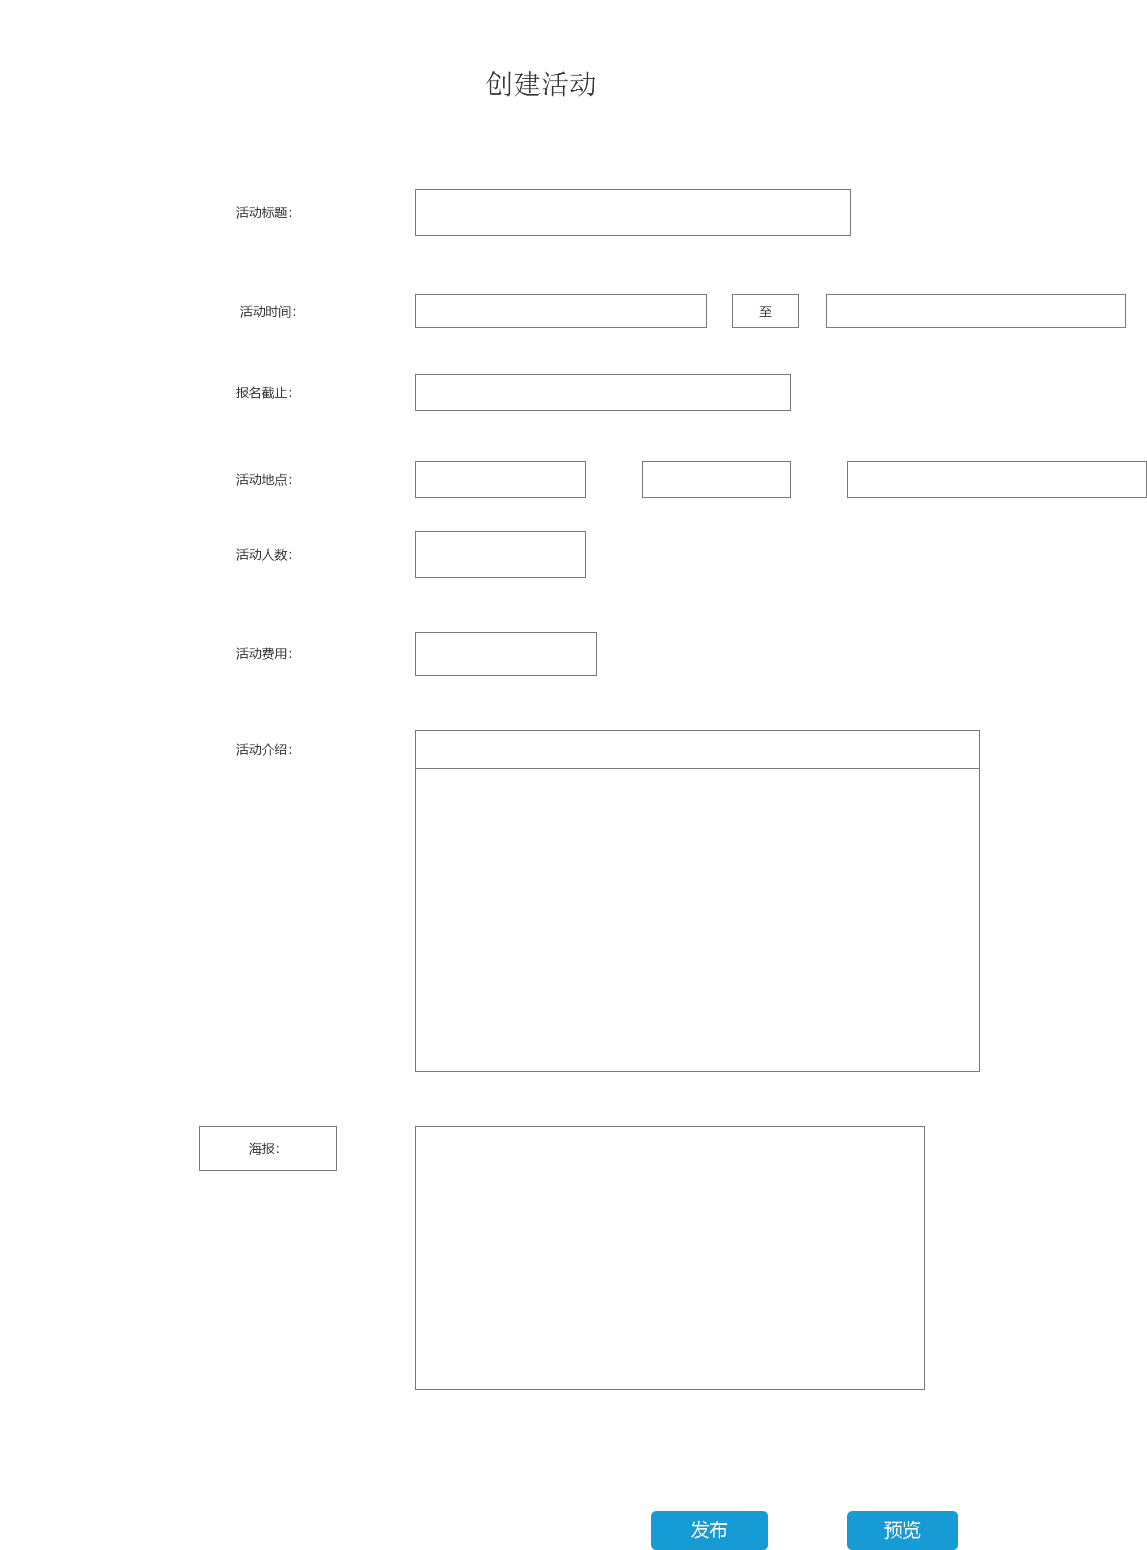 创建活动
活动标题：
活动时间：
至
报名截止：
活动地点：
活动人数：
活动费用：
活动介绍：
海报：
发布
预览